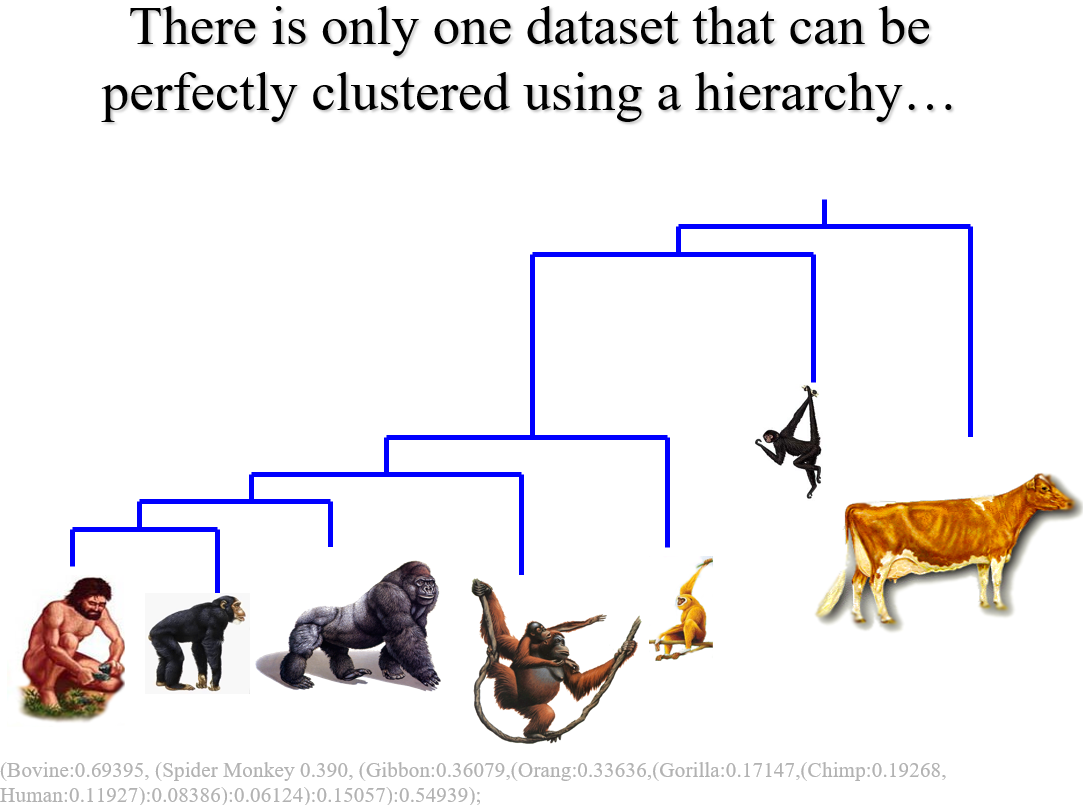 There is only one dataset that can be
perfectly clustered using a hierarchy…
(Bovine:0.69395, (Spider Monkey 0.390, (Gibbon:0.36079,(Orang:0.33636,(Gorilla:0.17147,(Chimp:0.19268,
Human:0.11927):0.08386):0.06124):0.15057):0.54939);